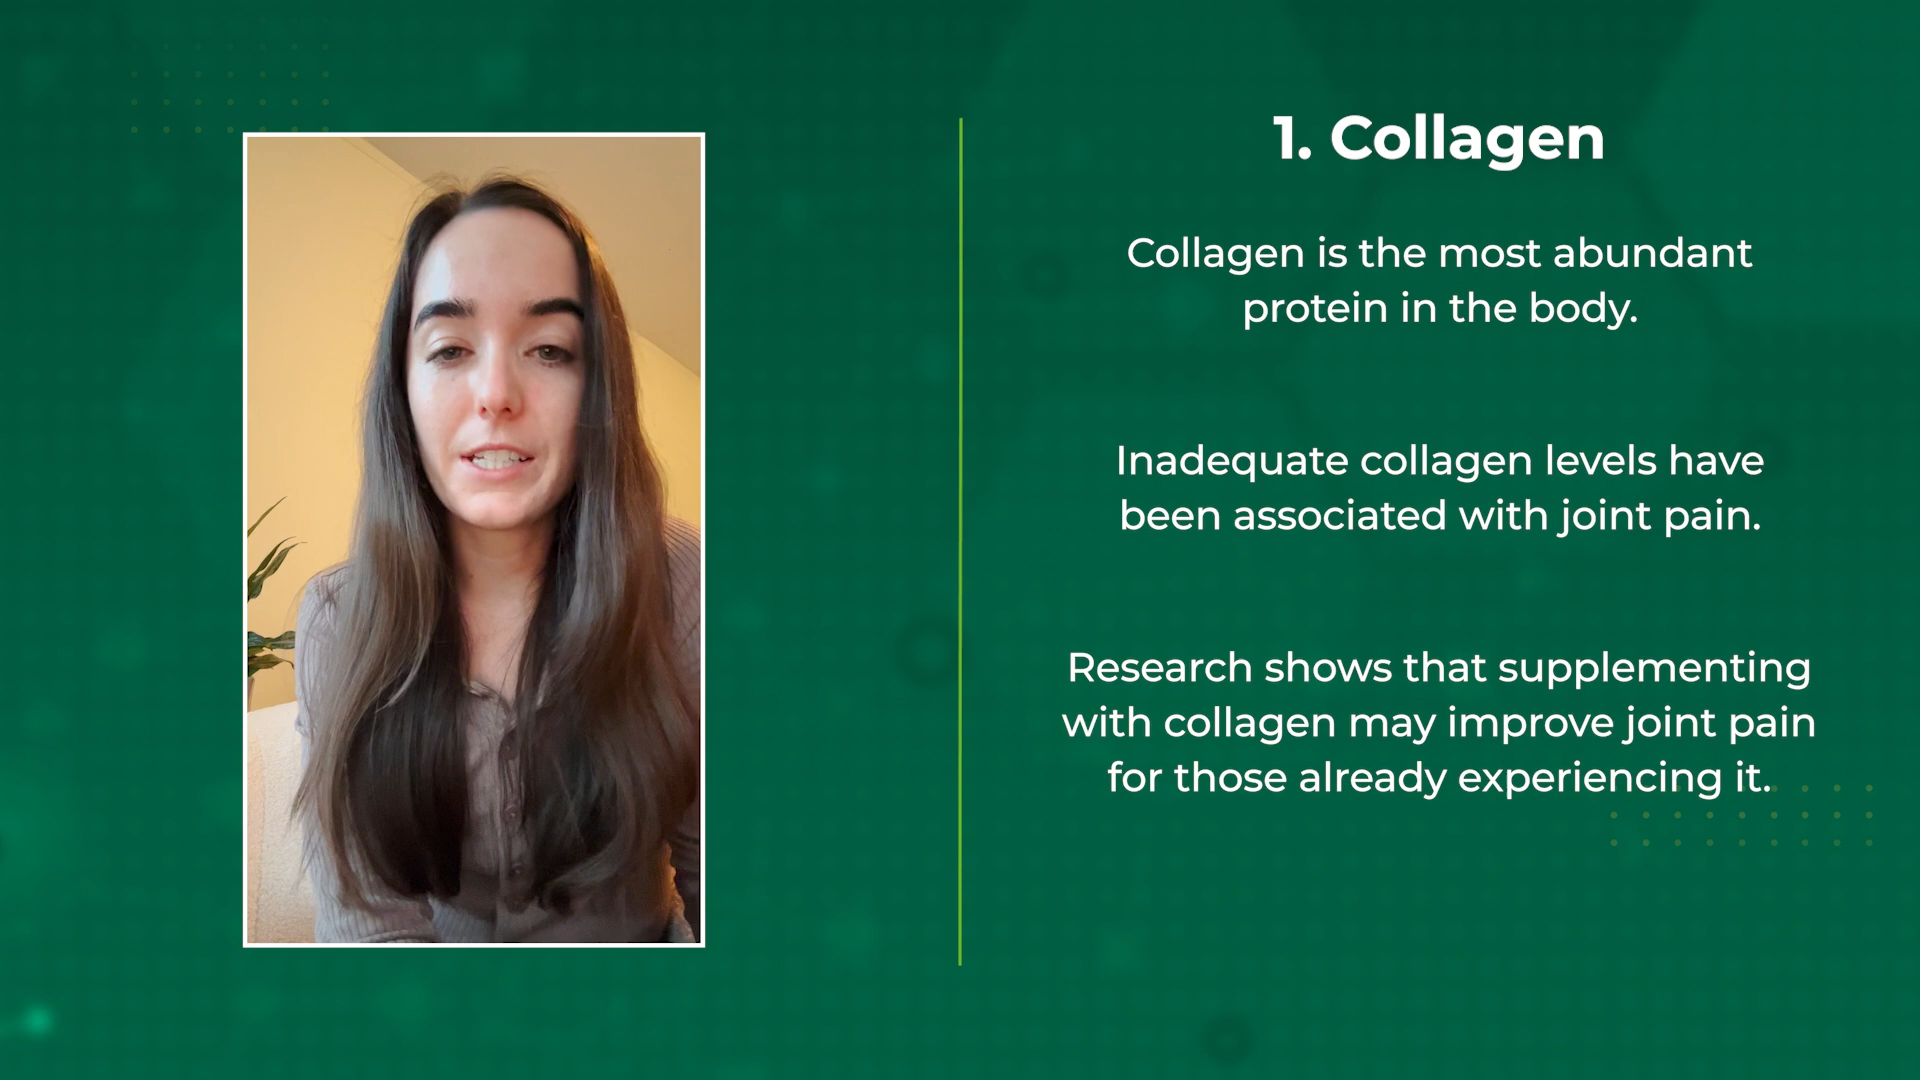 1. Collagen
Collagen is the most abundant
protein in the body.
Inadequate collagen levels have
been associated with joint pain.
Research shows that supplementing
with collagen may improve joint pain
for those already experiencing it.